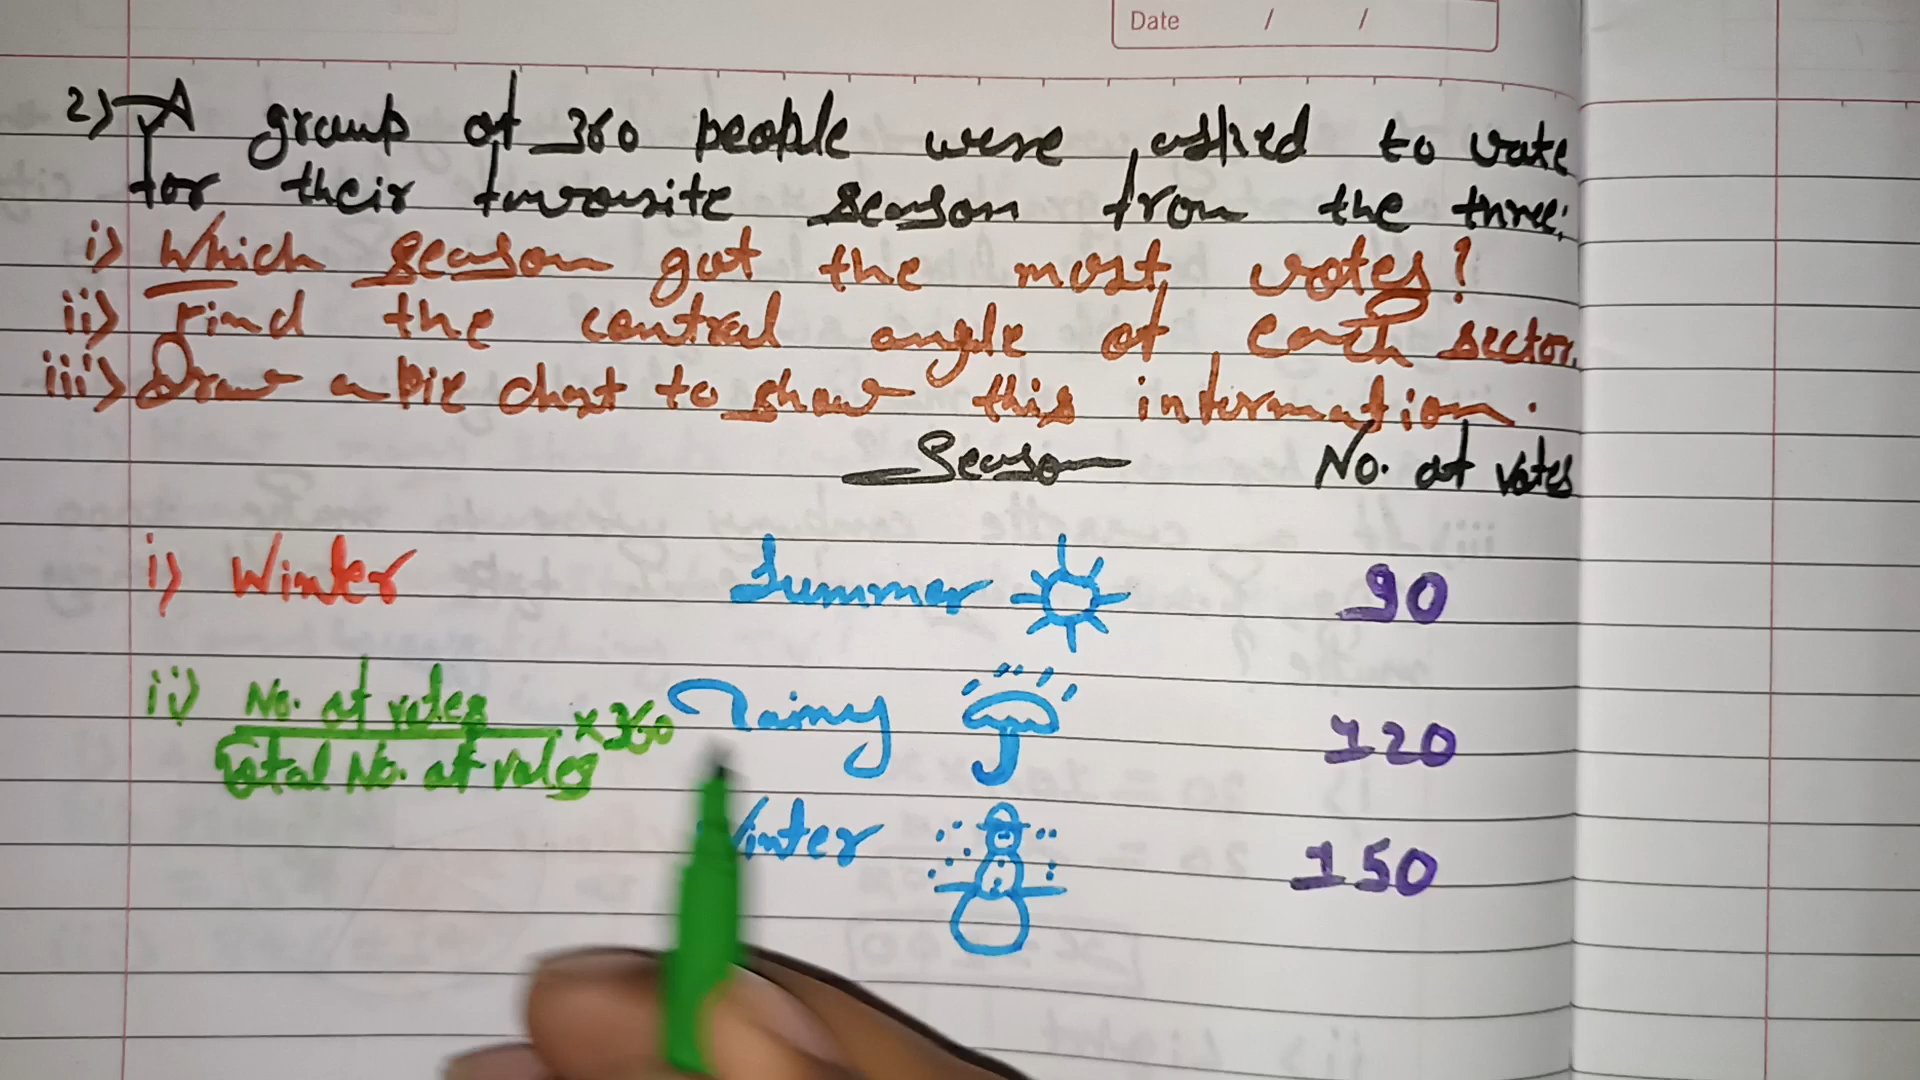 Date / /
2) A group of 360 people were asked to vote
for their favourite season from the three:
i) Which season got the most votes?
ii) Find the central angle of each sector.
iii) Draw a pie chart to show this information.
Season No. of votes
i) Winter Summer 90
ii) No. of votes ×360 Rainy 120
Total No. of votes
Winter 150